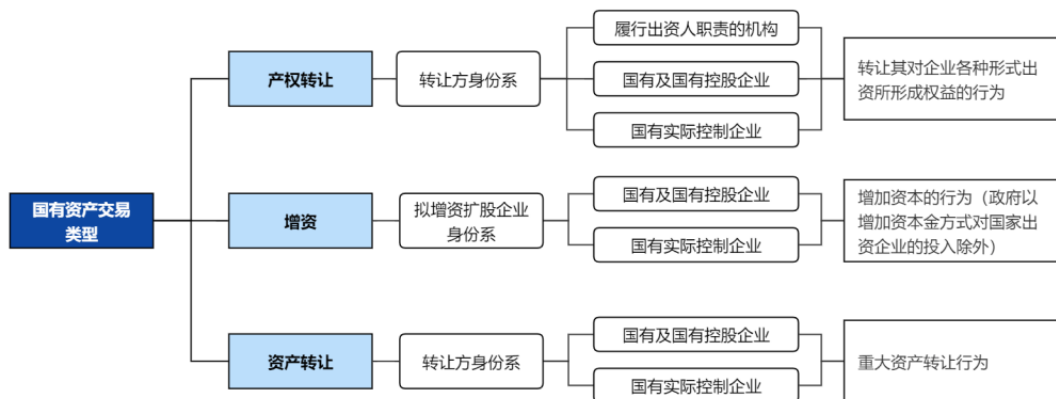 国有资产交易
类型
产权转让
转让方身份系
履行出资人职责的机构
国有及国有控股企业
国有实际控制企业
转让其对企业各种形式出
资所形成权益的行为
增资
拟增资扩股企业
身份系
国有及国有控股企业
国有实际控制企业
增加资本的行为（政府以
增加资本金方式对国家出
资企业的投入除外）
资产转让
转让方身份系
国有及国有控股企业
国有实际控制企业
重大资产转让行为